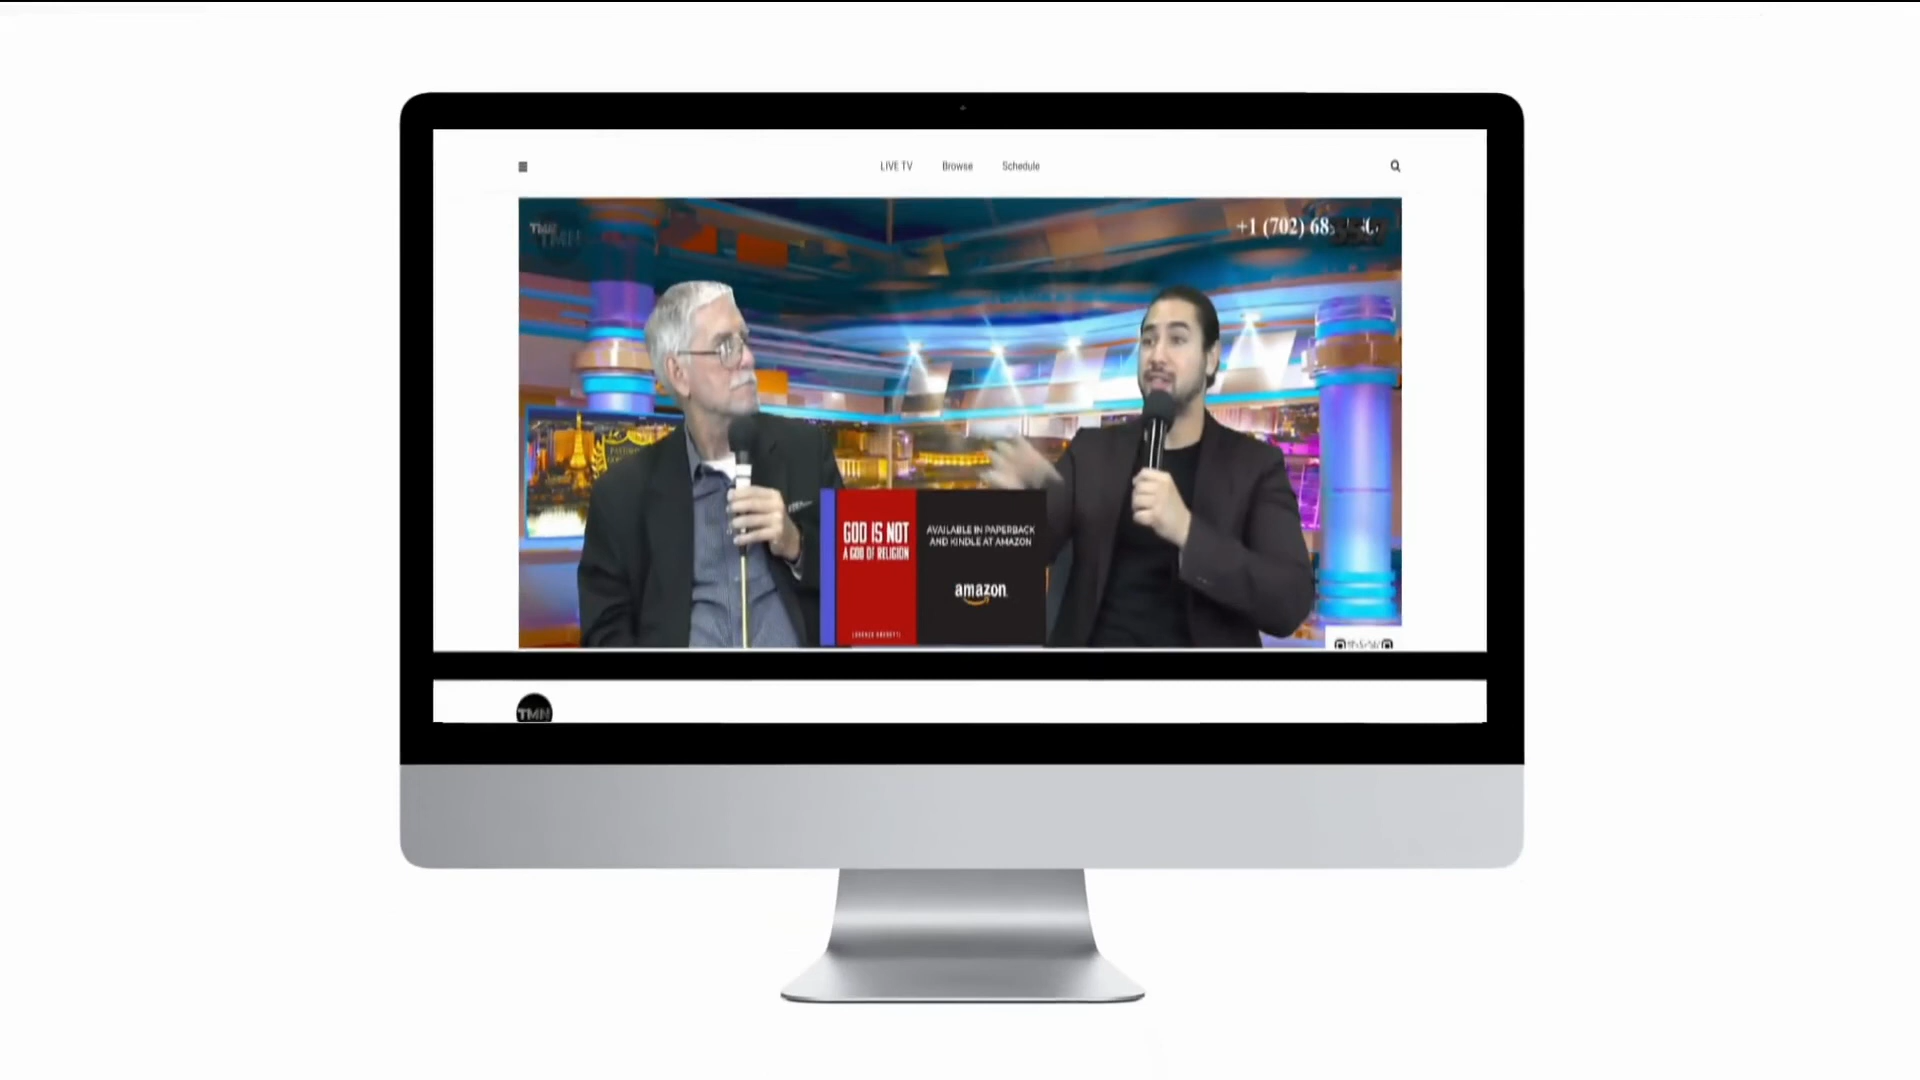 LIVE TV Browse Schedule
TMN
+1 (702) 68
GOD IS NOT
A GOD OF RELIGION
AVAILABLE IN PAPERBACK
AND KINDLE AT AMAZON
amazon
TMN